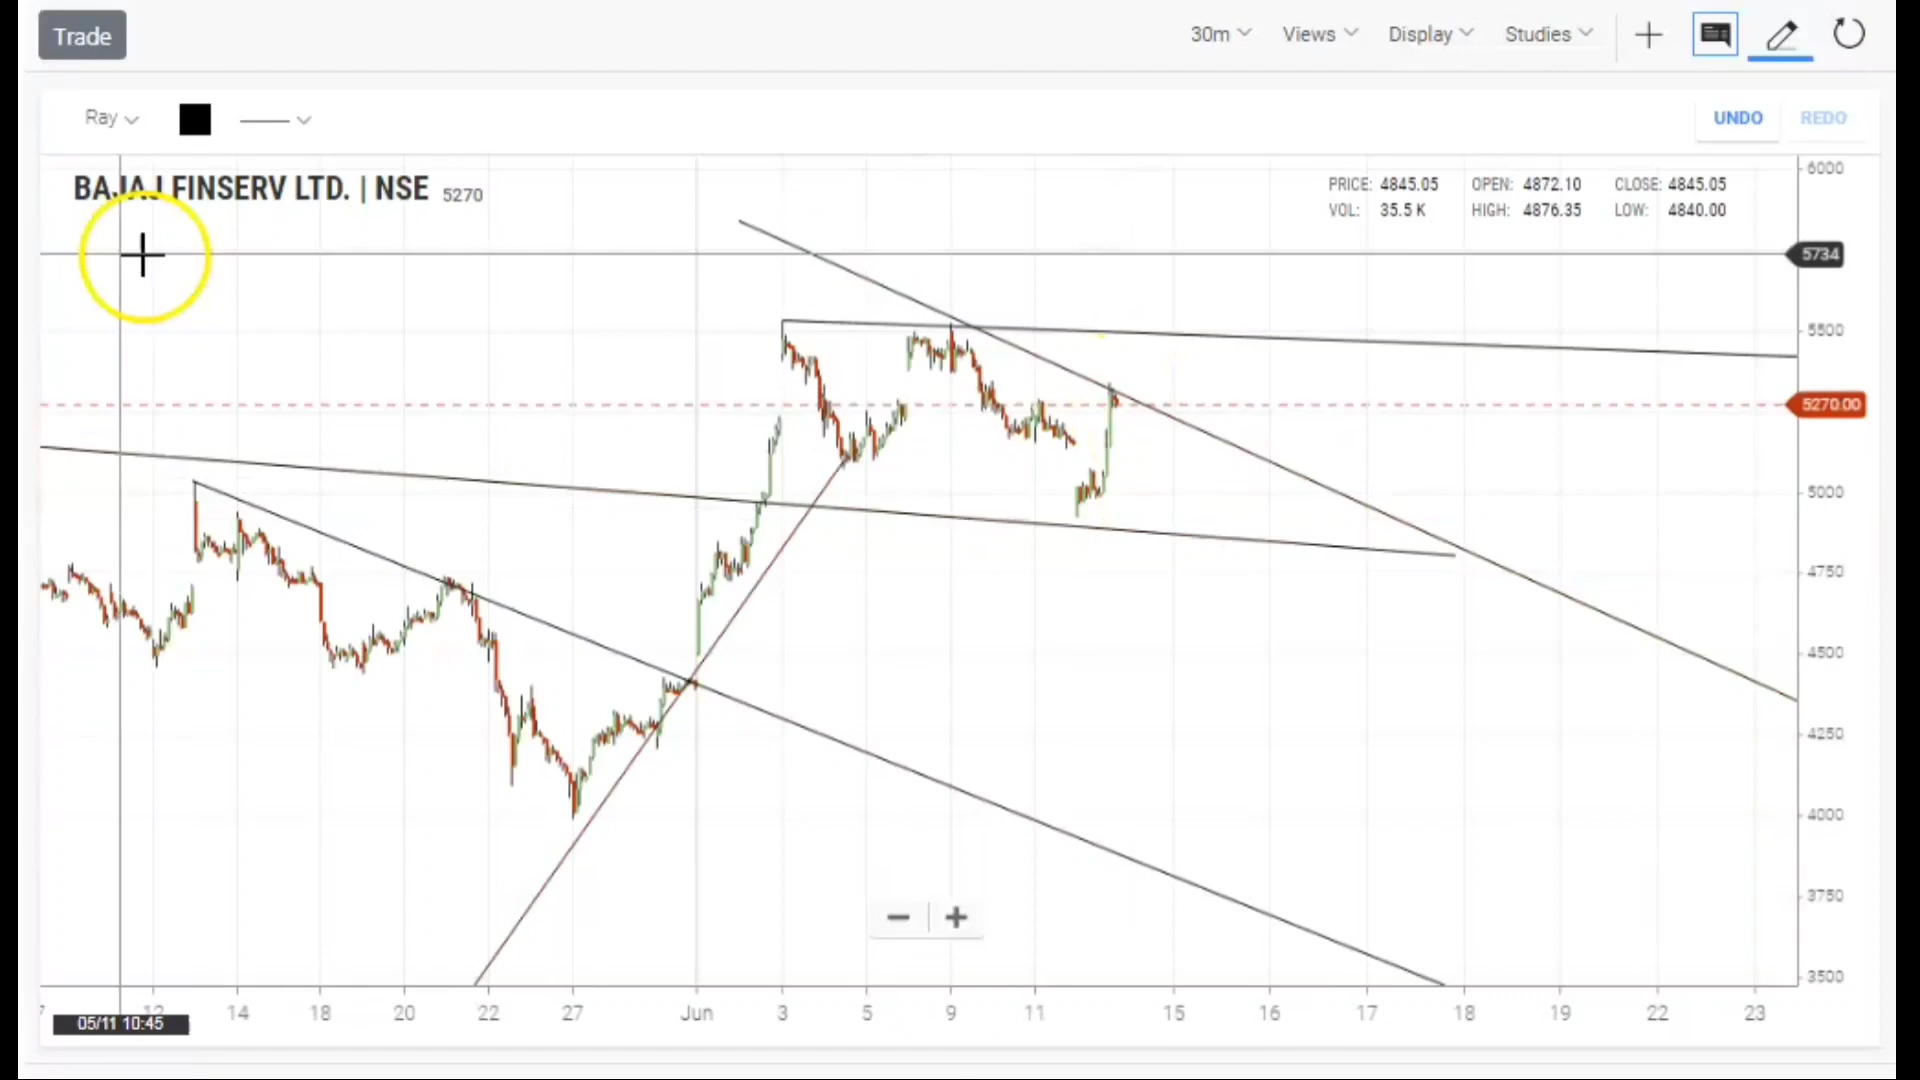 Trade
30m Views Display Studies
Ray
UNDO REDO
BAJAJ FINSERV LTD. | NSE 5270
PRICE: 4845.05 OPEN: 4872.10 CLOSE: 4845.05
VOL: 35.5 K HIGH: 4876.35 LOW: 4840.00
6000
5734
5500
5270.00
5000
4750
4500
4250
4000
3750
3500
12 14 18 20 22 27 Jun 3 5 9 11 15 16 17 18 19 22 23
05/11 10:45